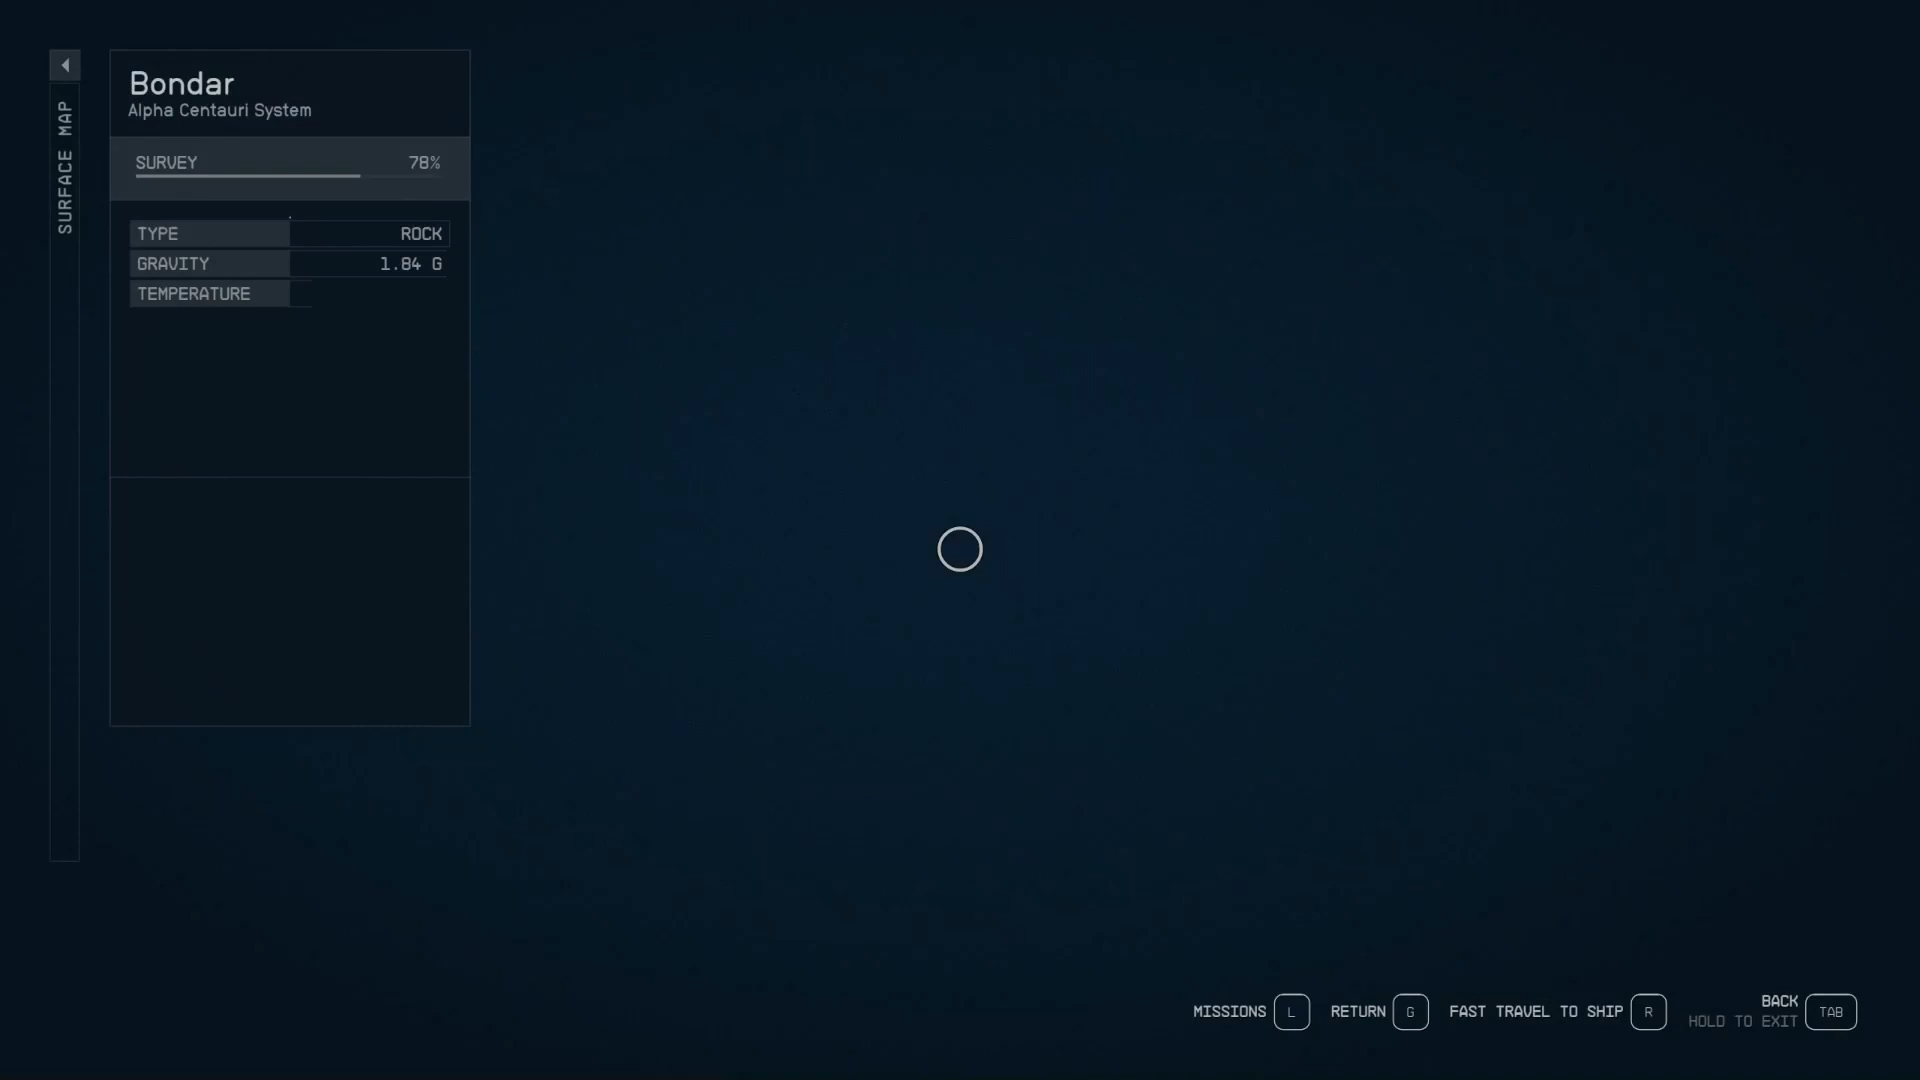 Bondar
Alpha Centauri System
SURFACE MAP
SURVEY 78%
TYPE ROCK
GRAVITY 1.84 G
TEMPERATURE
MISSIONS L RETURN G FAST TRAVEL TO SHIP R BACK TAB
HOLD TO EXIT